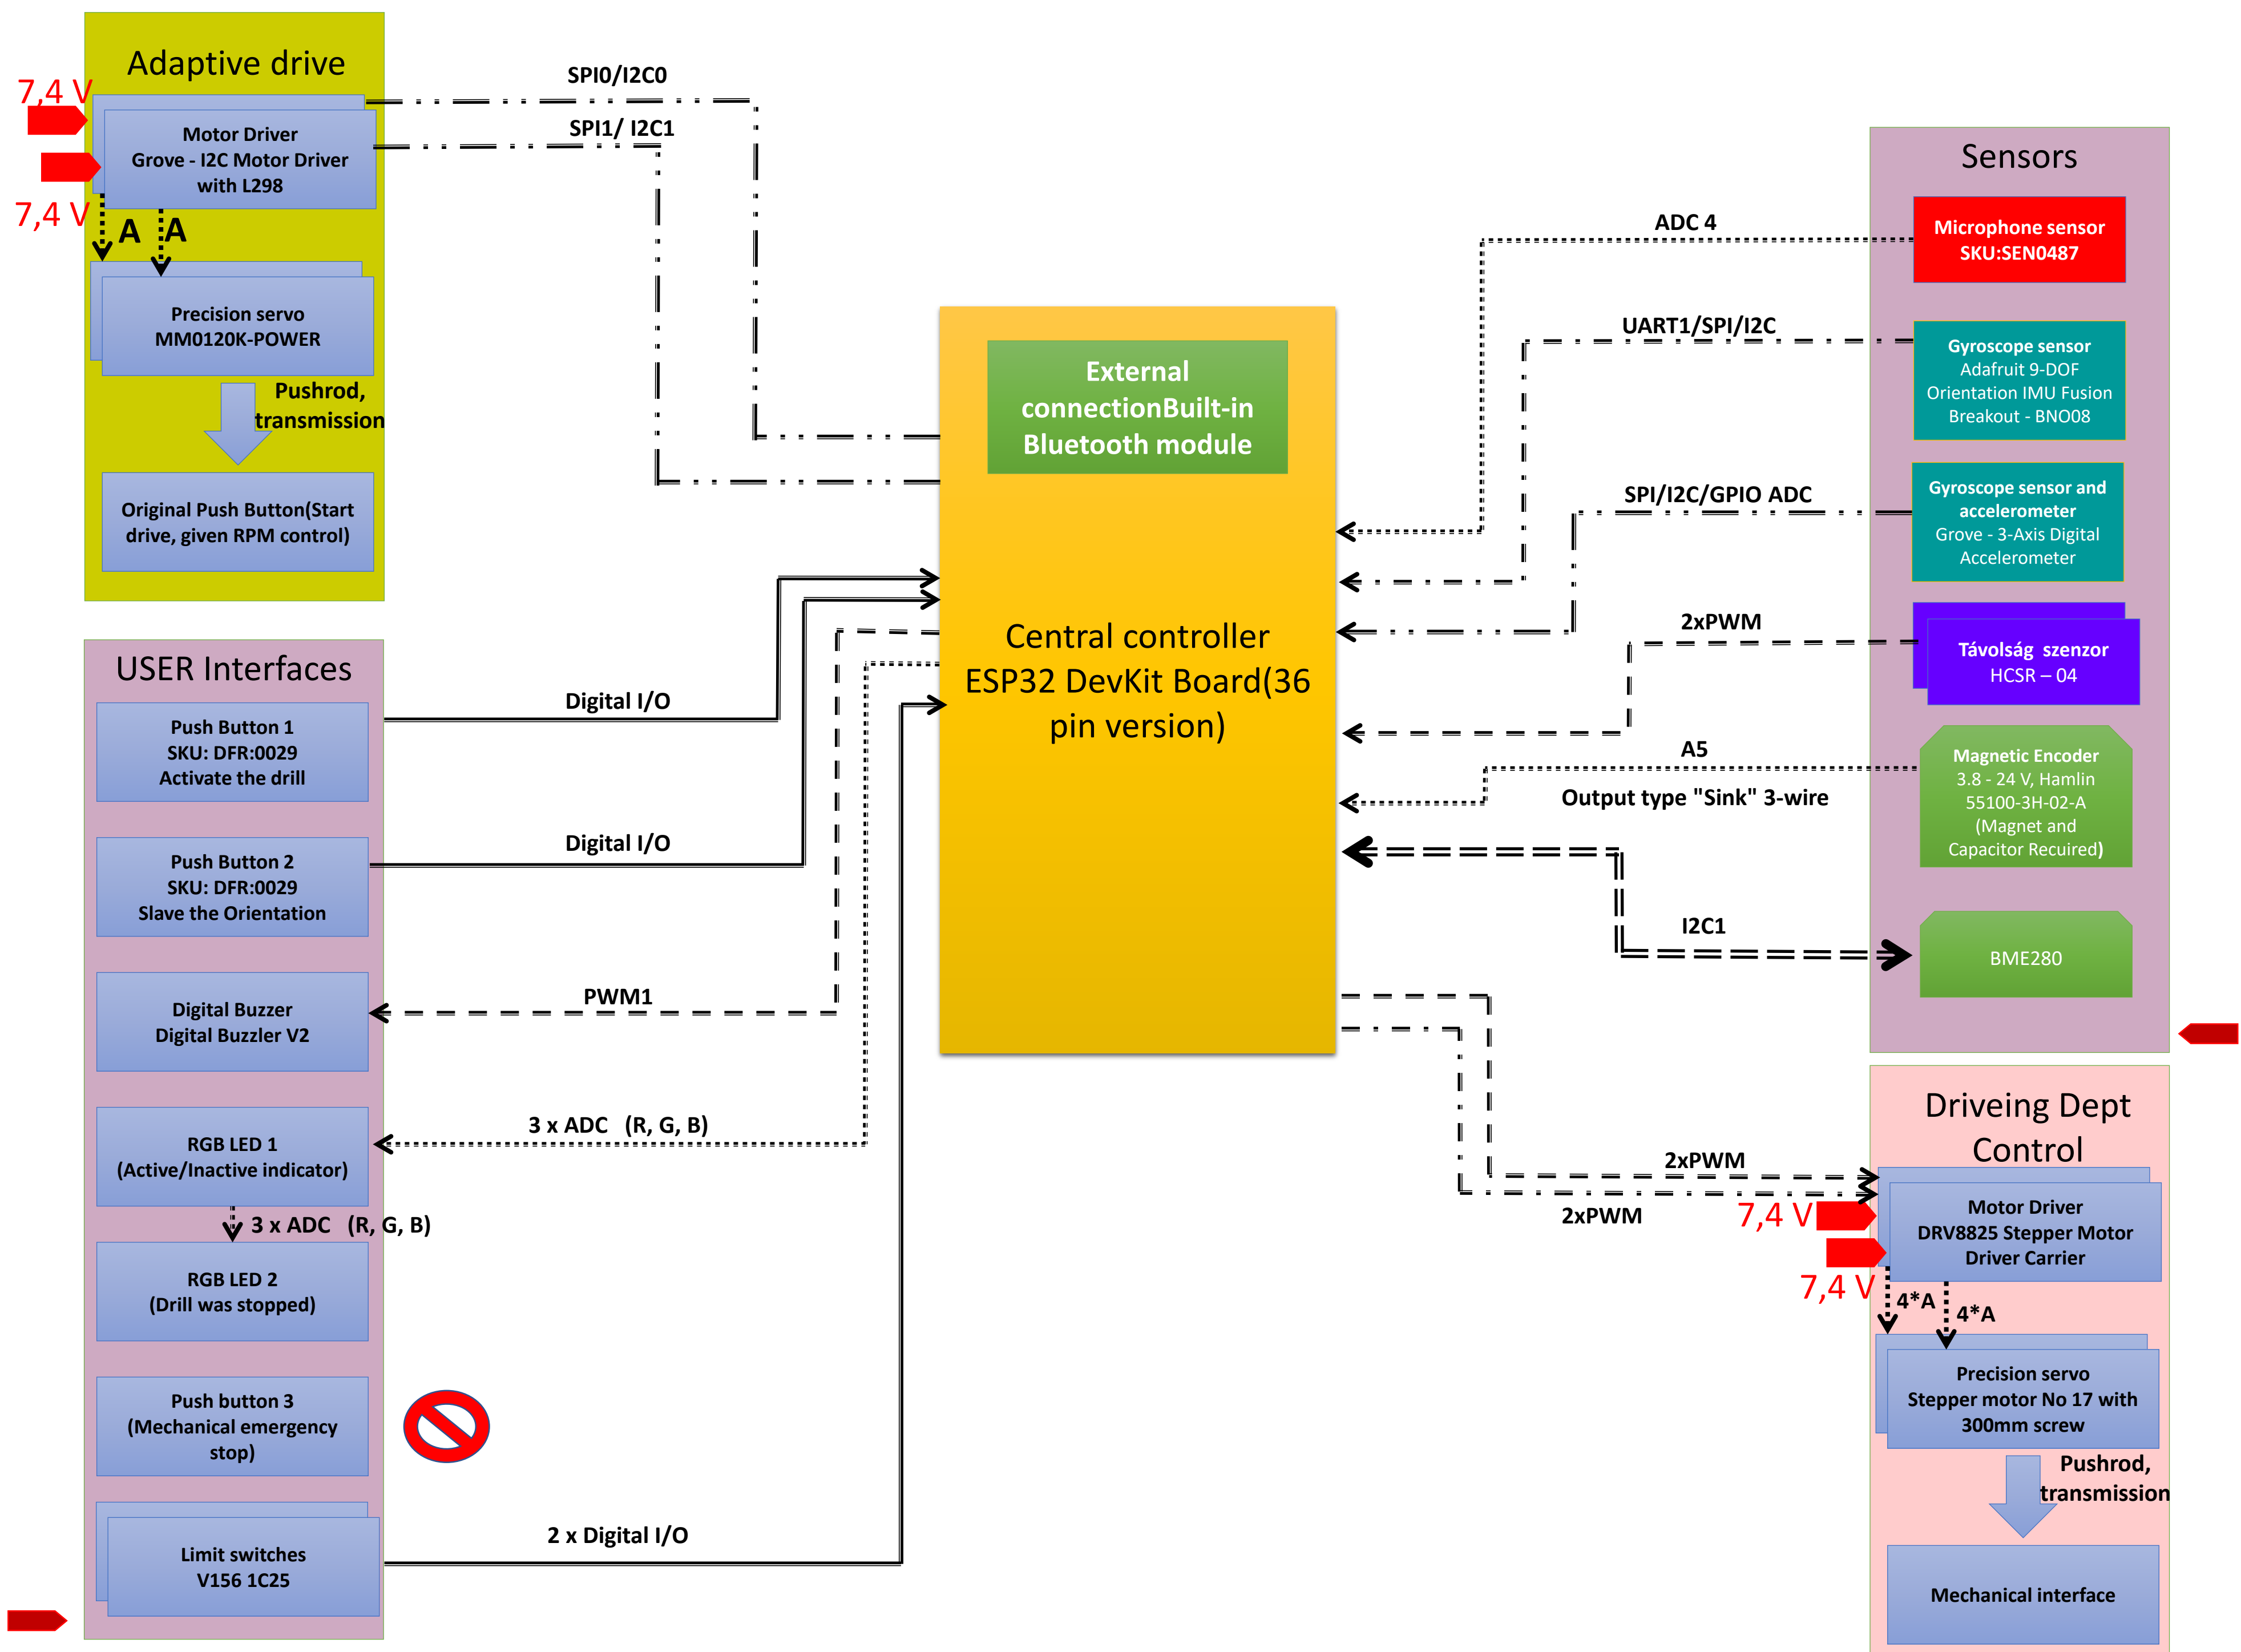 Adaptive drive
7,4 V
Motor Driver
Grove - I2C Motor Driver
with L298
7,4 V
A
A
Precision servo
MM0120K-POWER
Pushrod,
transmission
Original Push Button(Start
drive, given RPM control)
SPI0/I2C0
SPI1/ I2C1
USER Interfaces
Push Button 1
SKU: DFR:0029
Activate the drill
Digital I/O
Push Button 2
SKU: DFR:0029
Slave the Orientation
Digital I/O
Digital Buzzer
Digital Buzzler V2
PWM1
RGB LED 1
(Active/Inactive indicator)
3 x ADC (R, G, B)
3 x ADC (R, G, B)
RGB LED 2
(Drill was stopped)
Push button 3
(Mechanical emergency
stop)
Limit switches
V156 1C25
2 x Digital I/O
External
connectionBuilt-in
Bluetooth module
Central controller
ESP32 DevKit Board(36
pin version)
Sensors
ADC 4
Microphone sensor
SKU:SEN0487
UART1/SPI/I2C
Gyroscope sensor
Adafruit 9-DOF
Orientation IMU Fusion
Breakout - BNO08
SPI/I2C/GPIO ADC
Gyroscope sensor and
accelerometer
Grove - 3-Axis Digital
Accelerometer
2xPWM
Távolság szenzor
HCSR – 04
A5
Output type "Sink" 3-wire
Magnetic Encoder
3.8 - 24 V, Hamlin
55100-3H-02-A
(Magnet and
Capacitor Recuired)
I2C1
BME280
Driveing Dept
Control
2xPWM
2xPWM
7,4 V
Motor Driver
DRV8825 Stepper Motor
Driver Carrier
7,4 V
4*A
4*A
Precision servo
Stepper motor No 17 with
300mm screw
Pushrod,
transmission
Mechanical interface